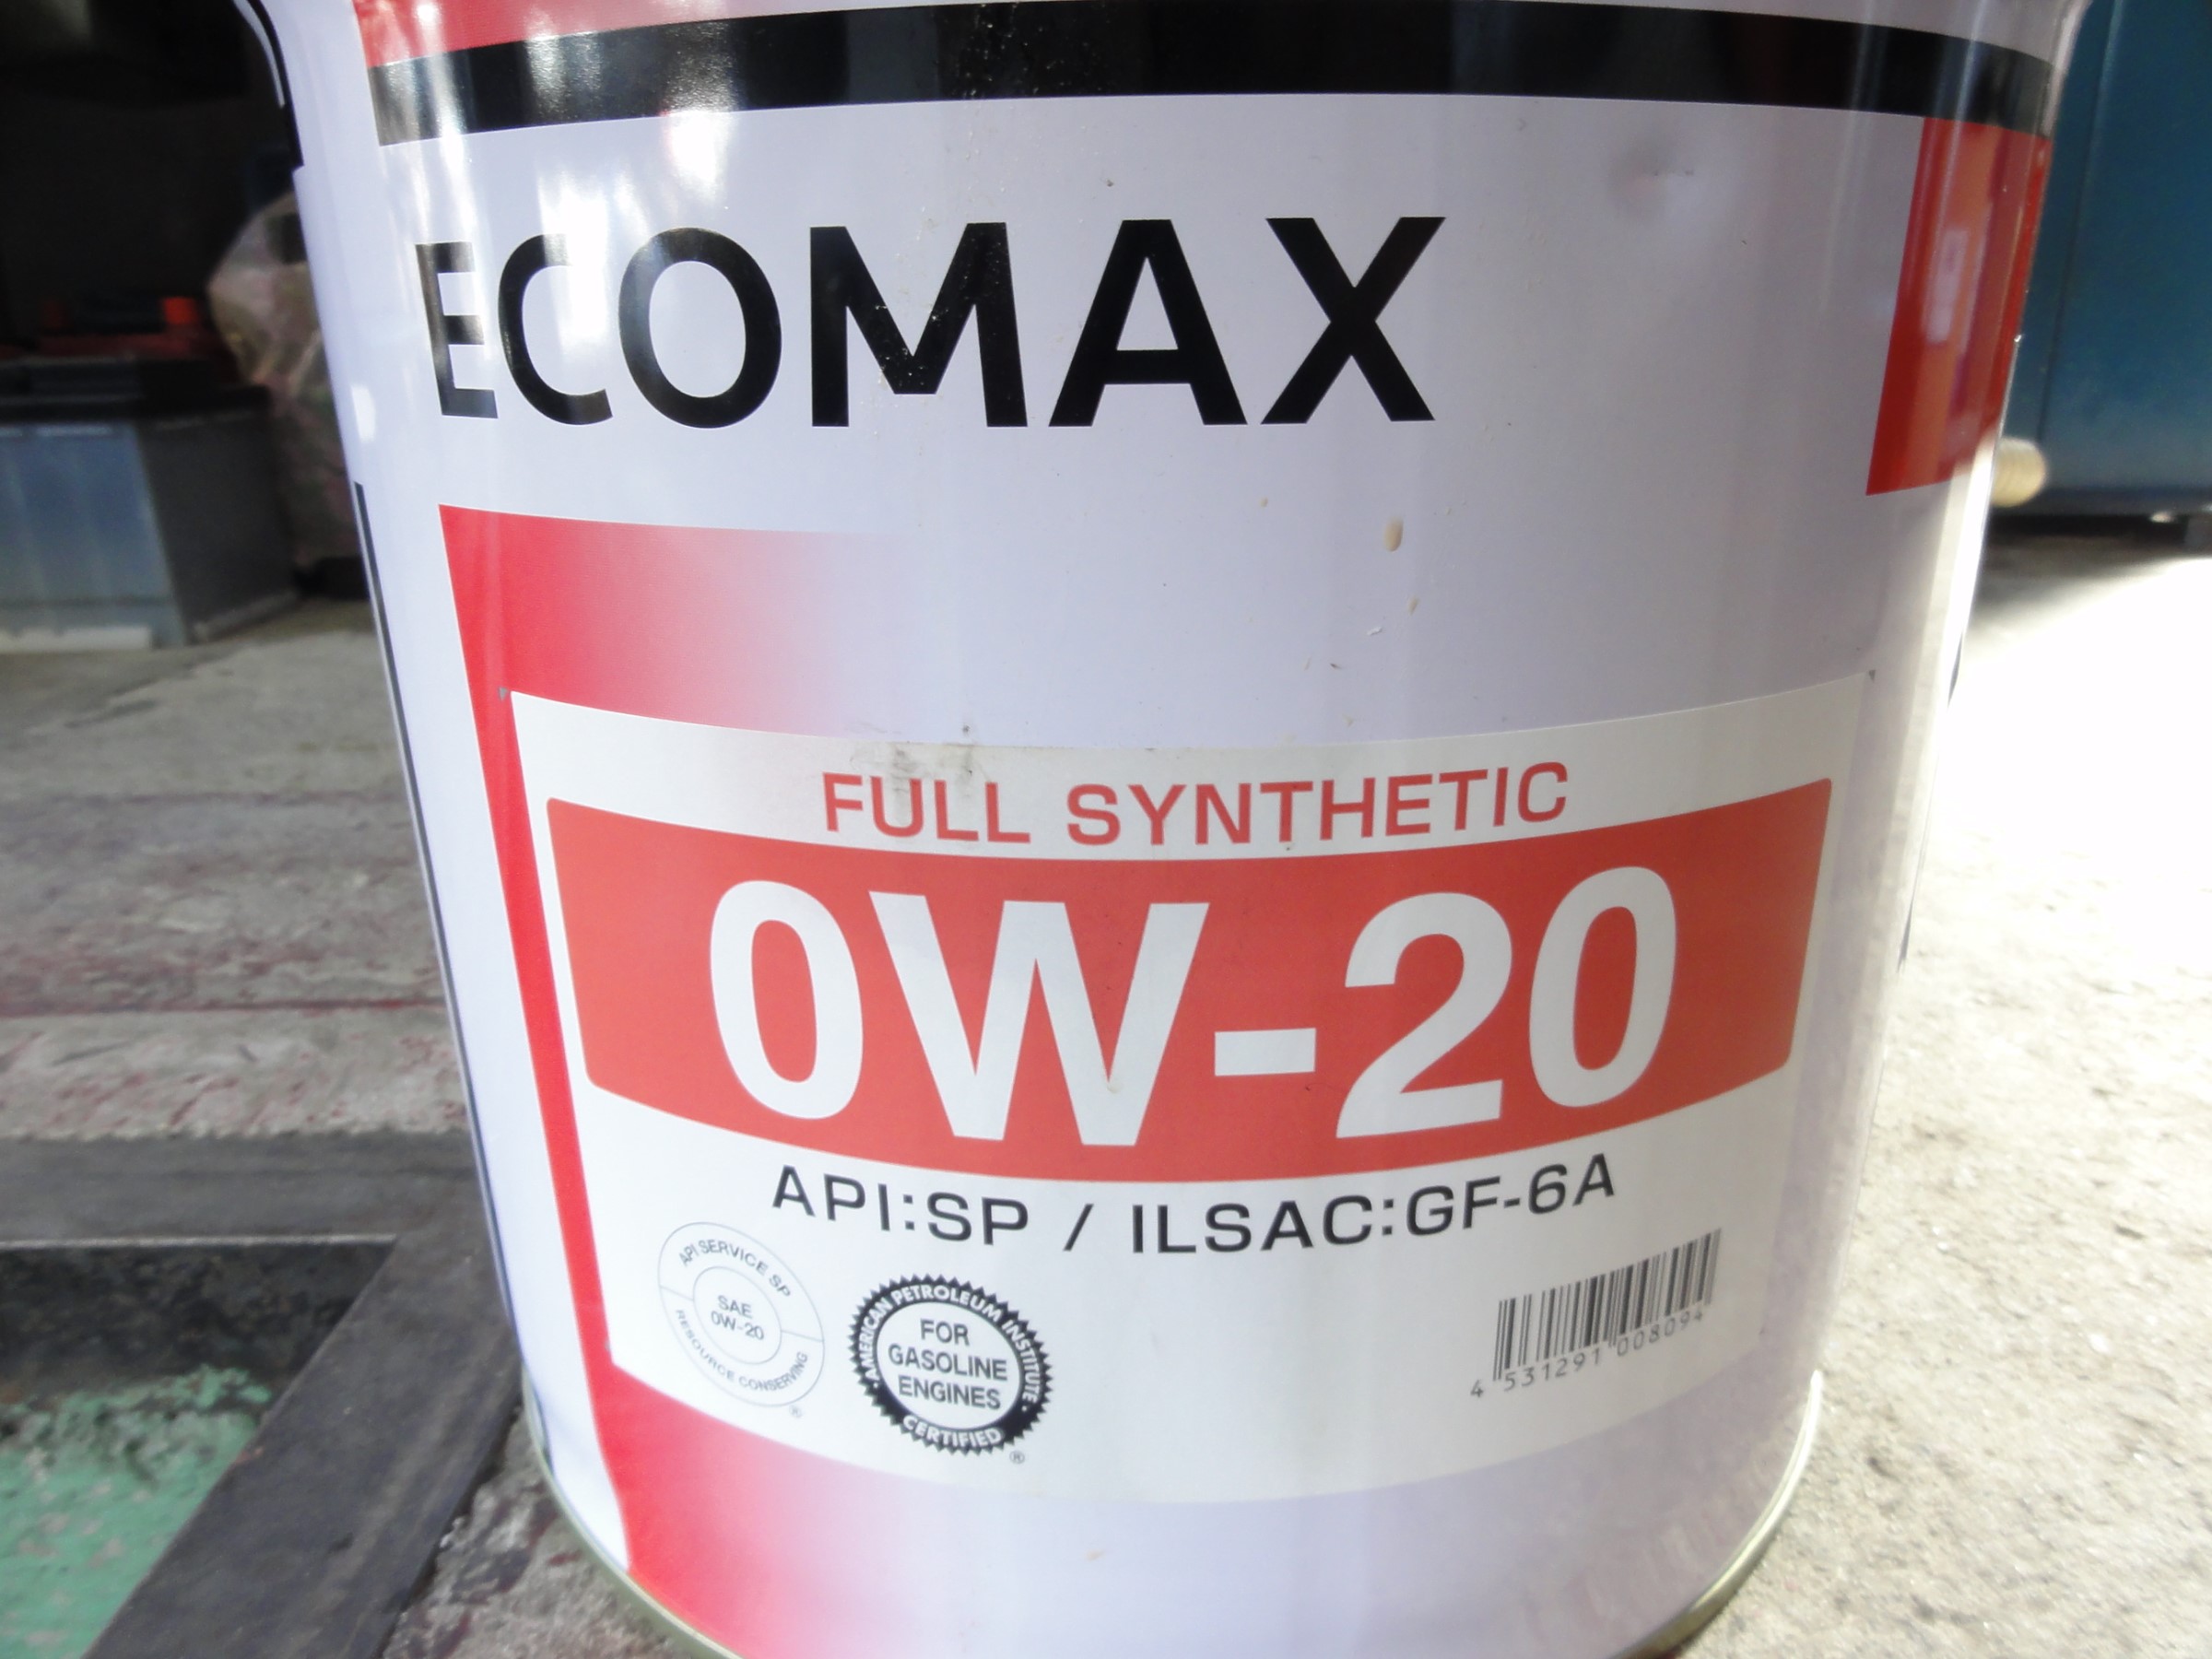 ECOMAX
FULL SYNTHETIC
0W-20
API:SP / ILSAC:GF-6A
API SERVICE SP
SAE
0W-20
RESOURCE CONSERVING
®
AMERICAN PETROLEUM INSTITUTE
FOR
GASOLINE
ENGINES
CERTIFIED
®
4 531291 008094